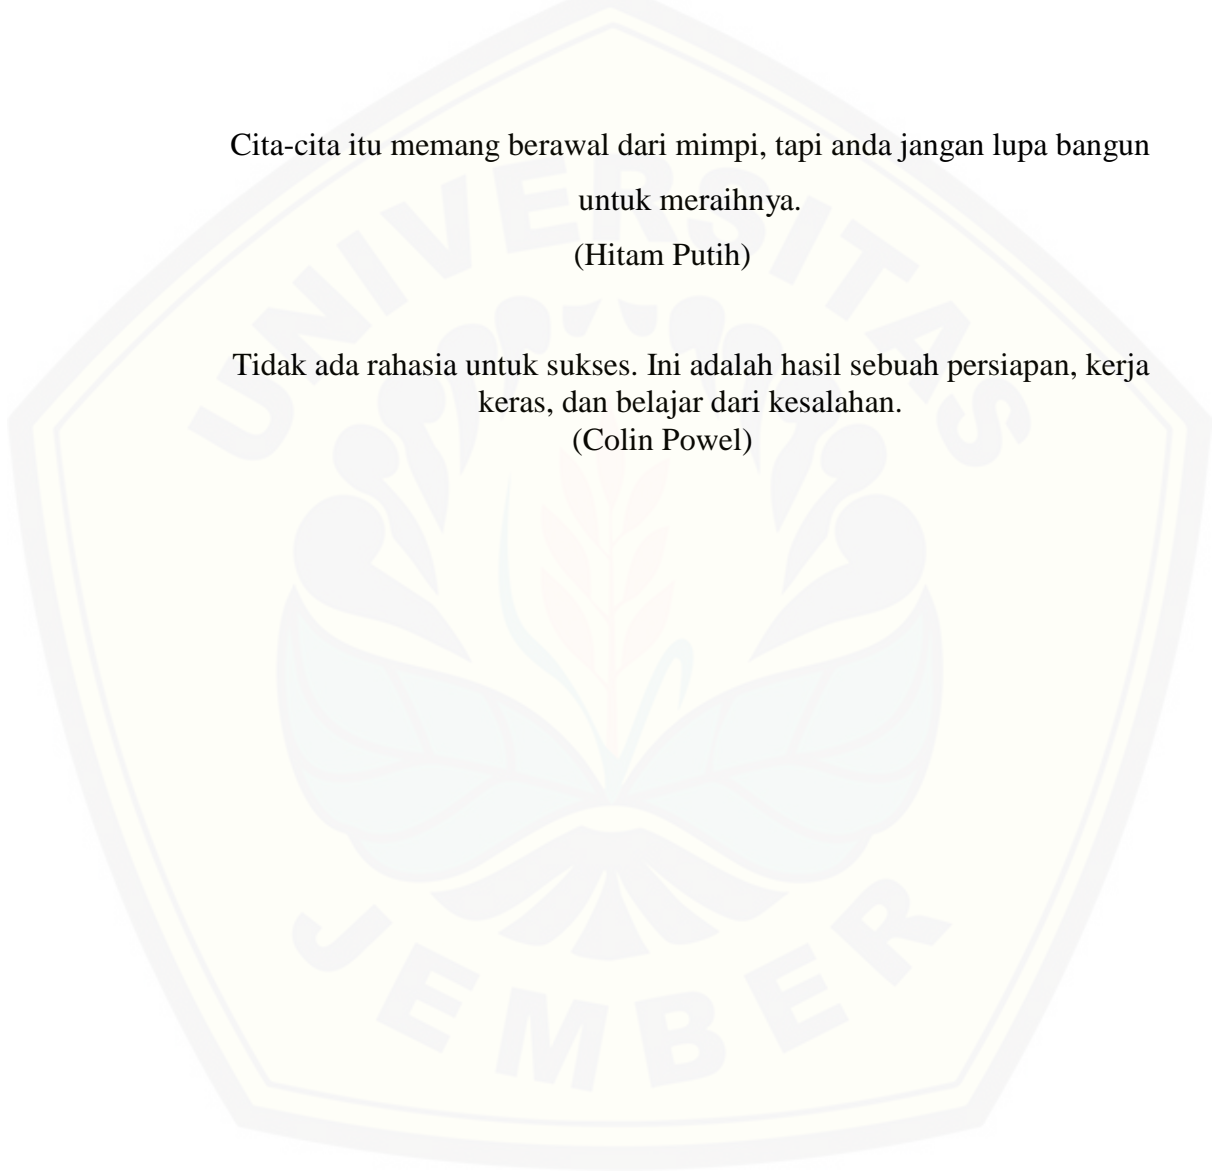 Cita-cita itu memang berawal dari mimpi, tapi anda jangan lupa bangun
untuk meraihnya.
(Hitam Putih)
Tidak ada rahasia untuk sukses. Ini adalah hasil sebuah persiapan, kerja
keras, dan belajar dari kesalahan.
(Colin Powel)
UNIVERSITAS
JEMBER